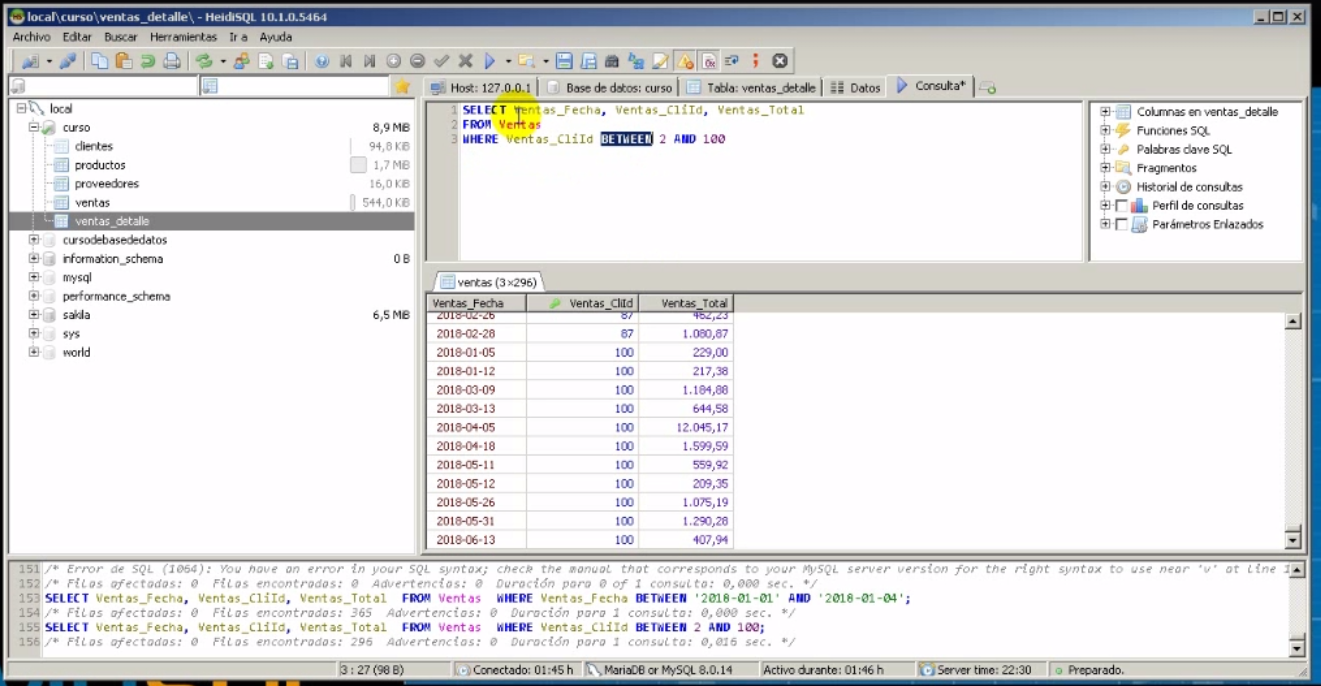 local\curso\ventas_detalle\ - HeidiSQL 10.1.0.5464
Archivo Editar Buscar Herramientas Ir a Ayuda
Host: 127.0.0.1 Base de datos: curso Tabla: ventas_detalle Datos Consulta*
local
curso 8,9 MiB
clientes 94,8 KiB
productos 1,7 MiB
proveedores 16,0 KiB
ventas 544,0 KiB
ventas_detalle
cursodebasededatos
information_schema 0 B
mysql
performance_schema
sakila 6,5 MiB
sys
world
1 SELECT Ventas_Fecha, Ventas_CliId, Ventas_Total
2 FROM Ventas
3 WHERE Ventas_CliId BETWEEN 2 AND 100
Columnas en ventas_detalle
Funciones SQL
Palabras clave SQL
Fragmentos
Historial de consultas
Perfil de consultas
Parámetros Enlazados
ventas (3×296)
Ventas_Fecha Ventas_CliId Ventas_Total
2018-02-26 87 462,23
2018-02-28 87 1.080,87
2018-01-05 100 229,00
2018-01-12 100 217,38
2018-03-09 100 1.184,88
2018-03-13 100 644,58
2018-04-05 100 12.045,17
2018-04-18 100 1.599,59
2018-05-11 100 559,92
2018-05-12 100 209,35
2018-05-26 100 1.075,19
2018-05-31 100 1.290,28
2018-06-13 100 407,94
151 /* Error de SQL (1064): You have an error in your SQL syntax; check the manual that corresponds to your MySQL server version for the right syntax to use near 'v' at line 1
152 /* Filas afectadas: 0 Filas encontradas: 0 Advertencias: 0 Duración para 0 of 1 consulta: 0,000 sec. */
153 SELECT Ventas_Fecha, Ventas_CliId, Ventas_Total FROM Ventas WHERE Ventas_Fecha BETWEEN '2018-01-01' AND '2018-01-04';
154 /* Filas afectadas: 0 Filas encontradas: 365 Advertencias: 0 Duración para 1 consulta: 0,000 sec. */
155 SELECT Ventas_Fecha, Ventas_CliId, Ventas_Total FROM Ventas WHERE Ventas_CliId BETWEEN 2 AND 100;
156 /* Filas afectadas: 0 Filas encontradas: 296 Advertencias: 0 Duración para 1 consulta: 0,016 sec. */
3 : 27 (98 B) Conectado: 01:45 h MariaDB or MySQL 8.0.14 Activo durante: 01:46 h Server time: 22:30 Preparado.